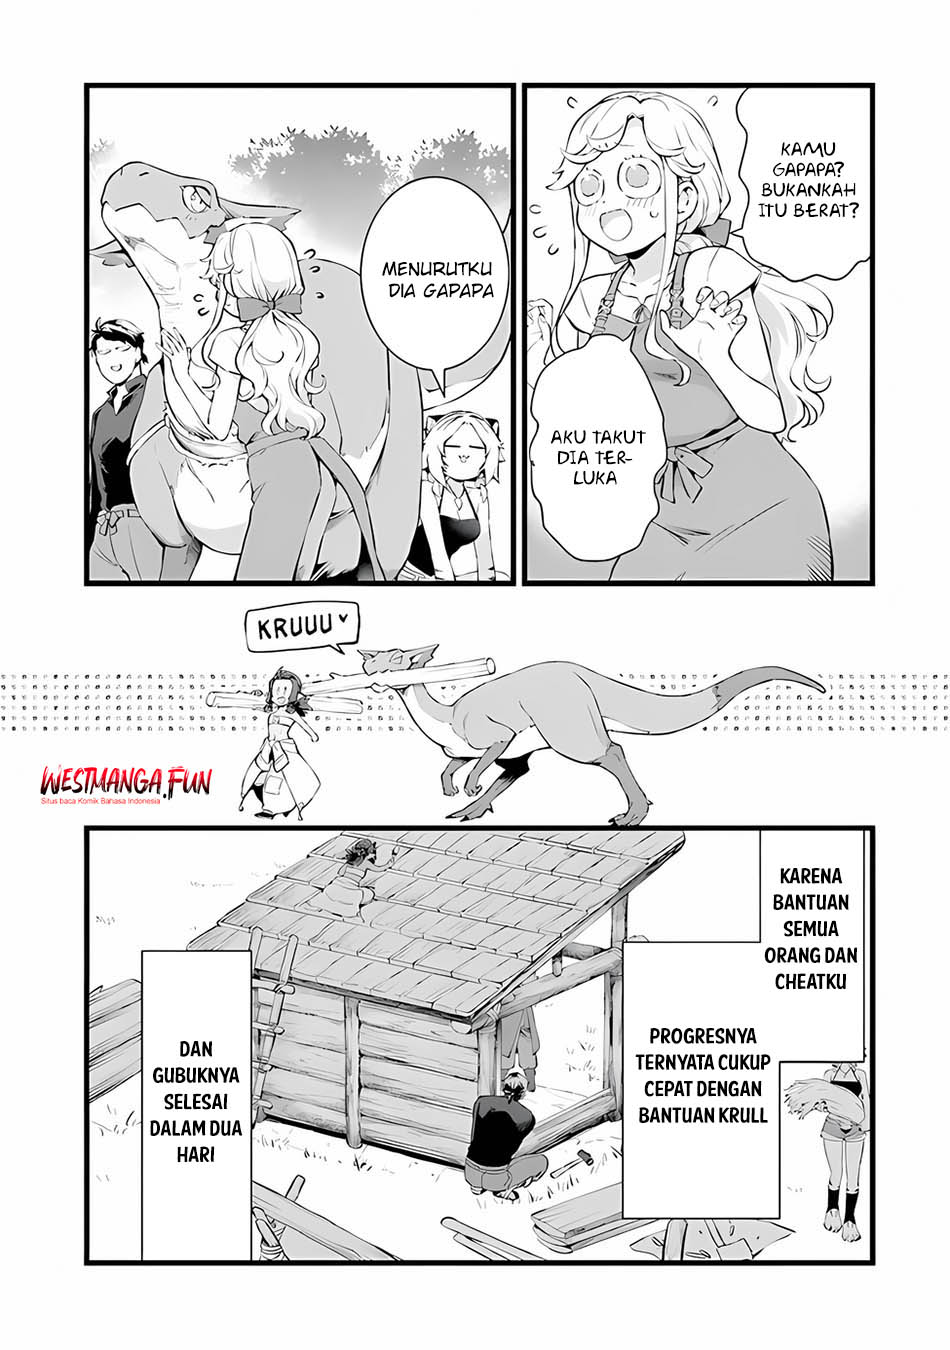 KAMU
GAPAPA?
BUKANKAH
ITU BERAT?
AKU TAKUT
DIA TER-
LUKA
MENURUTKU
DIA GAPAPA
KRUUU
WESTMANGA.FUN
Situs baca Komik Bahasa Indonesia
KARENA
BANTUAN
SEMUA
ORANG DAN
CHEATKU
PROGRESNYA
TERNYATA CUKUP
CEPAT DENGAN
BANTUAN KRULL
DAN
GUBUKNYA
SELESAI
DALAM DUA
HARI